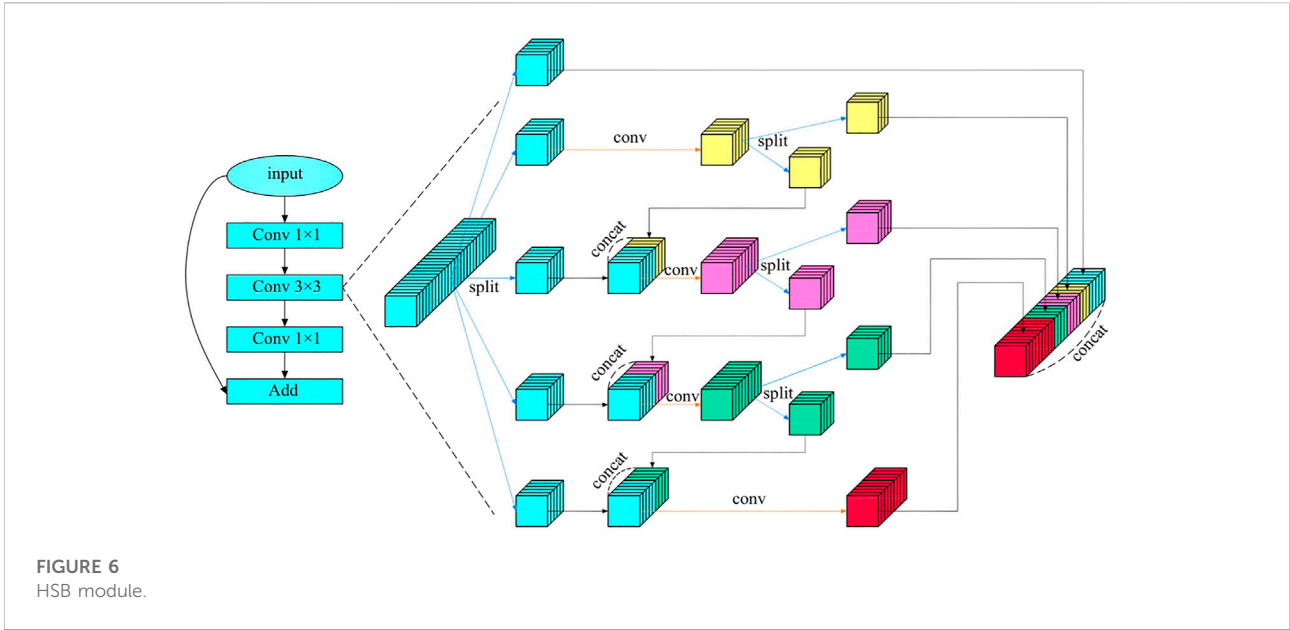 input
Conv 1×1
Conv 3×3
Conv 1×1
Add
split
conv
split
concat
conv
split
concat
conv
split
concat
conv
concat
FIGURE 6
HSB module.